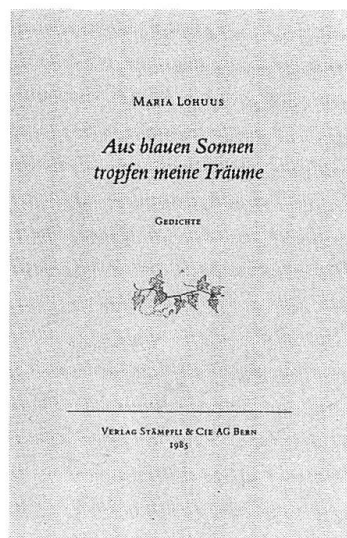 MARIA LOHUUS
Aus blauen Sonnen
tropfen meine Träume
GEDICHTE
VERLAG STÄMPFLI & CIE AG BERN
1985